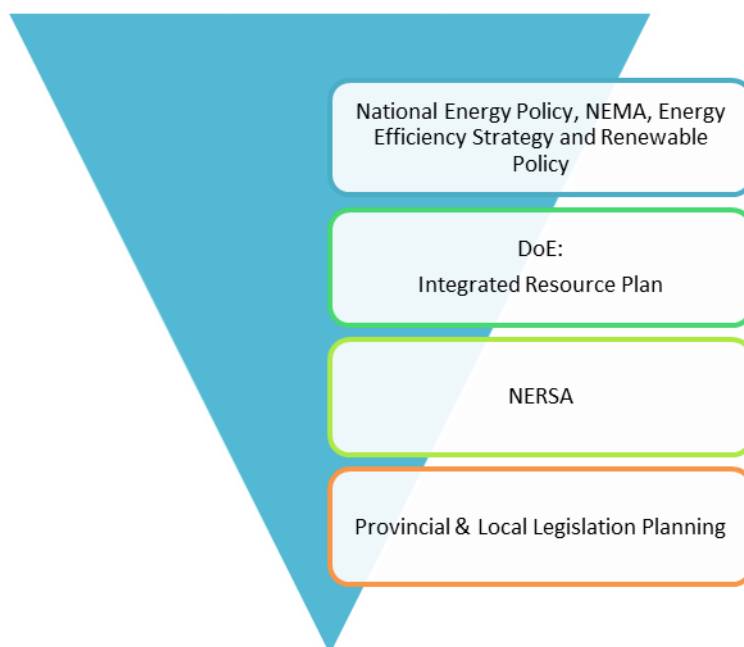 National Energy Policy, NEMA, Energy
Efficiency Strategy and Renewable
Policy
DoE:
Integrated Resource Plan
NERSA
Provincial & Local Legislation Planning